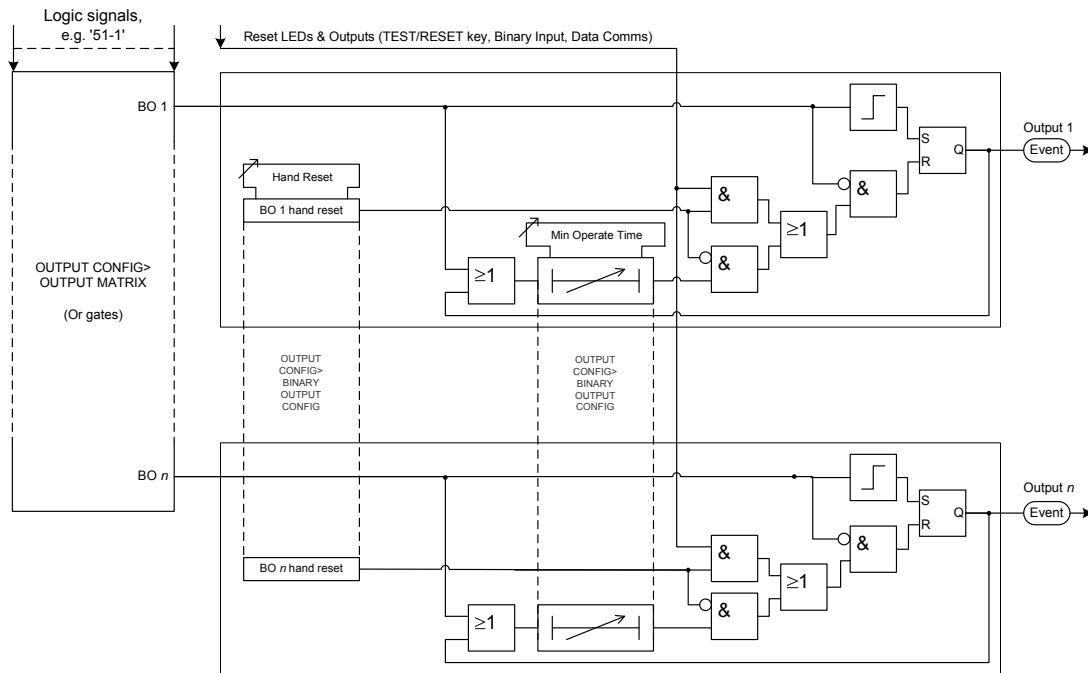 Logic signals,
e.g. '51-1'
Reset LEDs & Outputs (TEST/RESET key, Binary Input, Data Comms)
BO 1
Output 1
S
Q
R
Event
Hand Reset
&
&
BO 1 hand reset
≥1
Min Operate Time
&
≥1
OUTPUT CONFIG>
OUTPUT MATRIX
(Or gates)
OUTPUT
CONFIG>
BINARY
OUTPUT
CONFIG
OUTPUT
CONFIG>
BINARY
OUTPUT
CONFIG
BO n
Output n
S
Q
R
Event
&
&
BO n hand reset
≥1
&
≥1